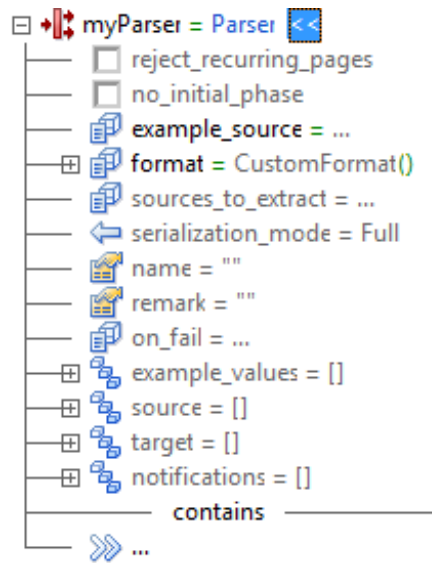 myParser = Parser <<
reject_recurring_pages
no_initial_phase
example_source = ...
format = CustomFormat()
sources_to_extract = ...
serialization_mode = Full
name = ""
remark = ""
on_fail = ...
example_values = []
source = []
target = []
notifications = []
contains
...